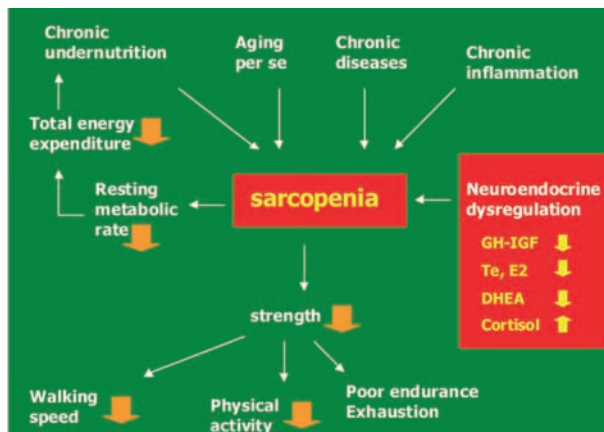 Chronic
undernutrition
Aging
per se
Chronic
diseases
Chronic
inflammation
Total energy
expenditure
Resting
metabolic
rate
sarcopenia
Neuroendocrine
dysregulation
GH-IGF
Te, E2
DHEA
Cortisol
strength
Walking
speed
Physical
activity
Poor endurance
Exhaustion